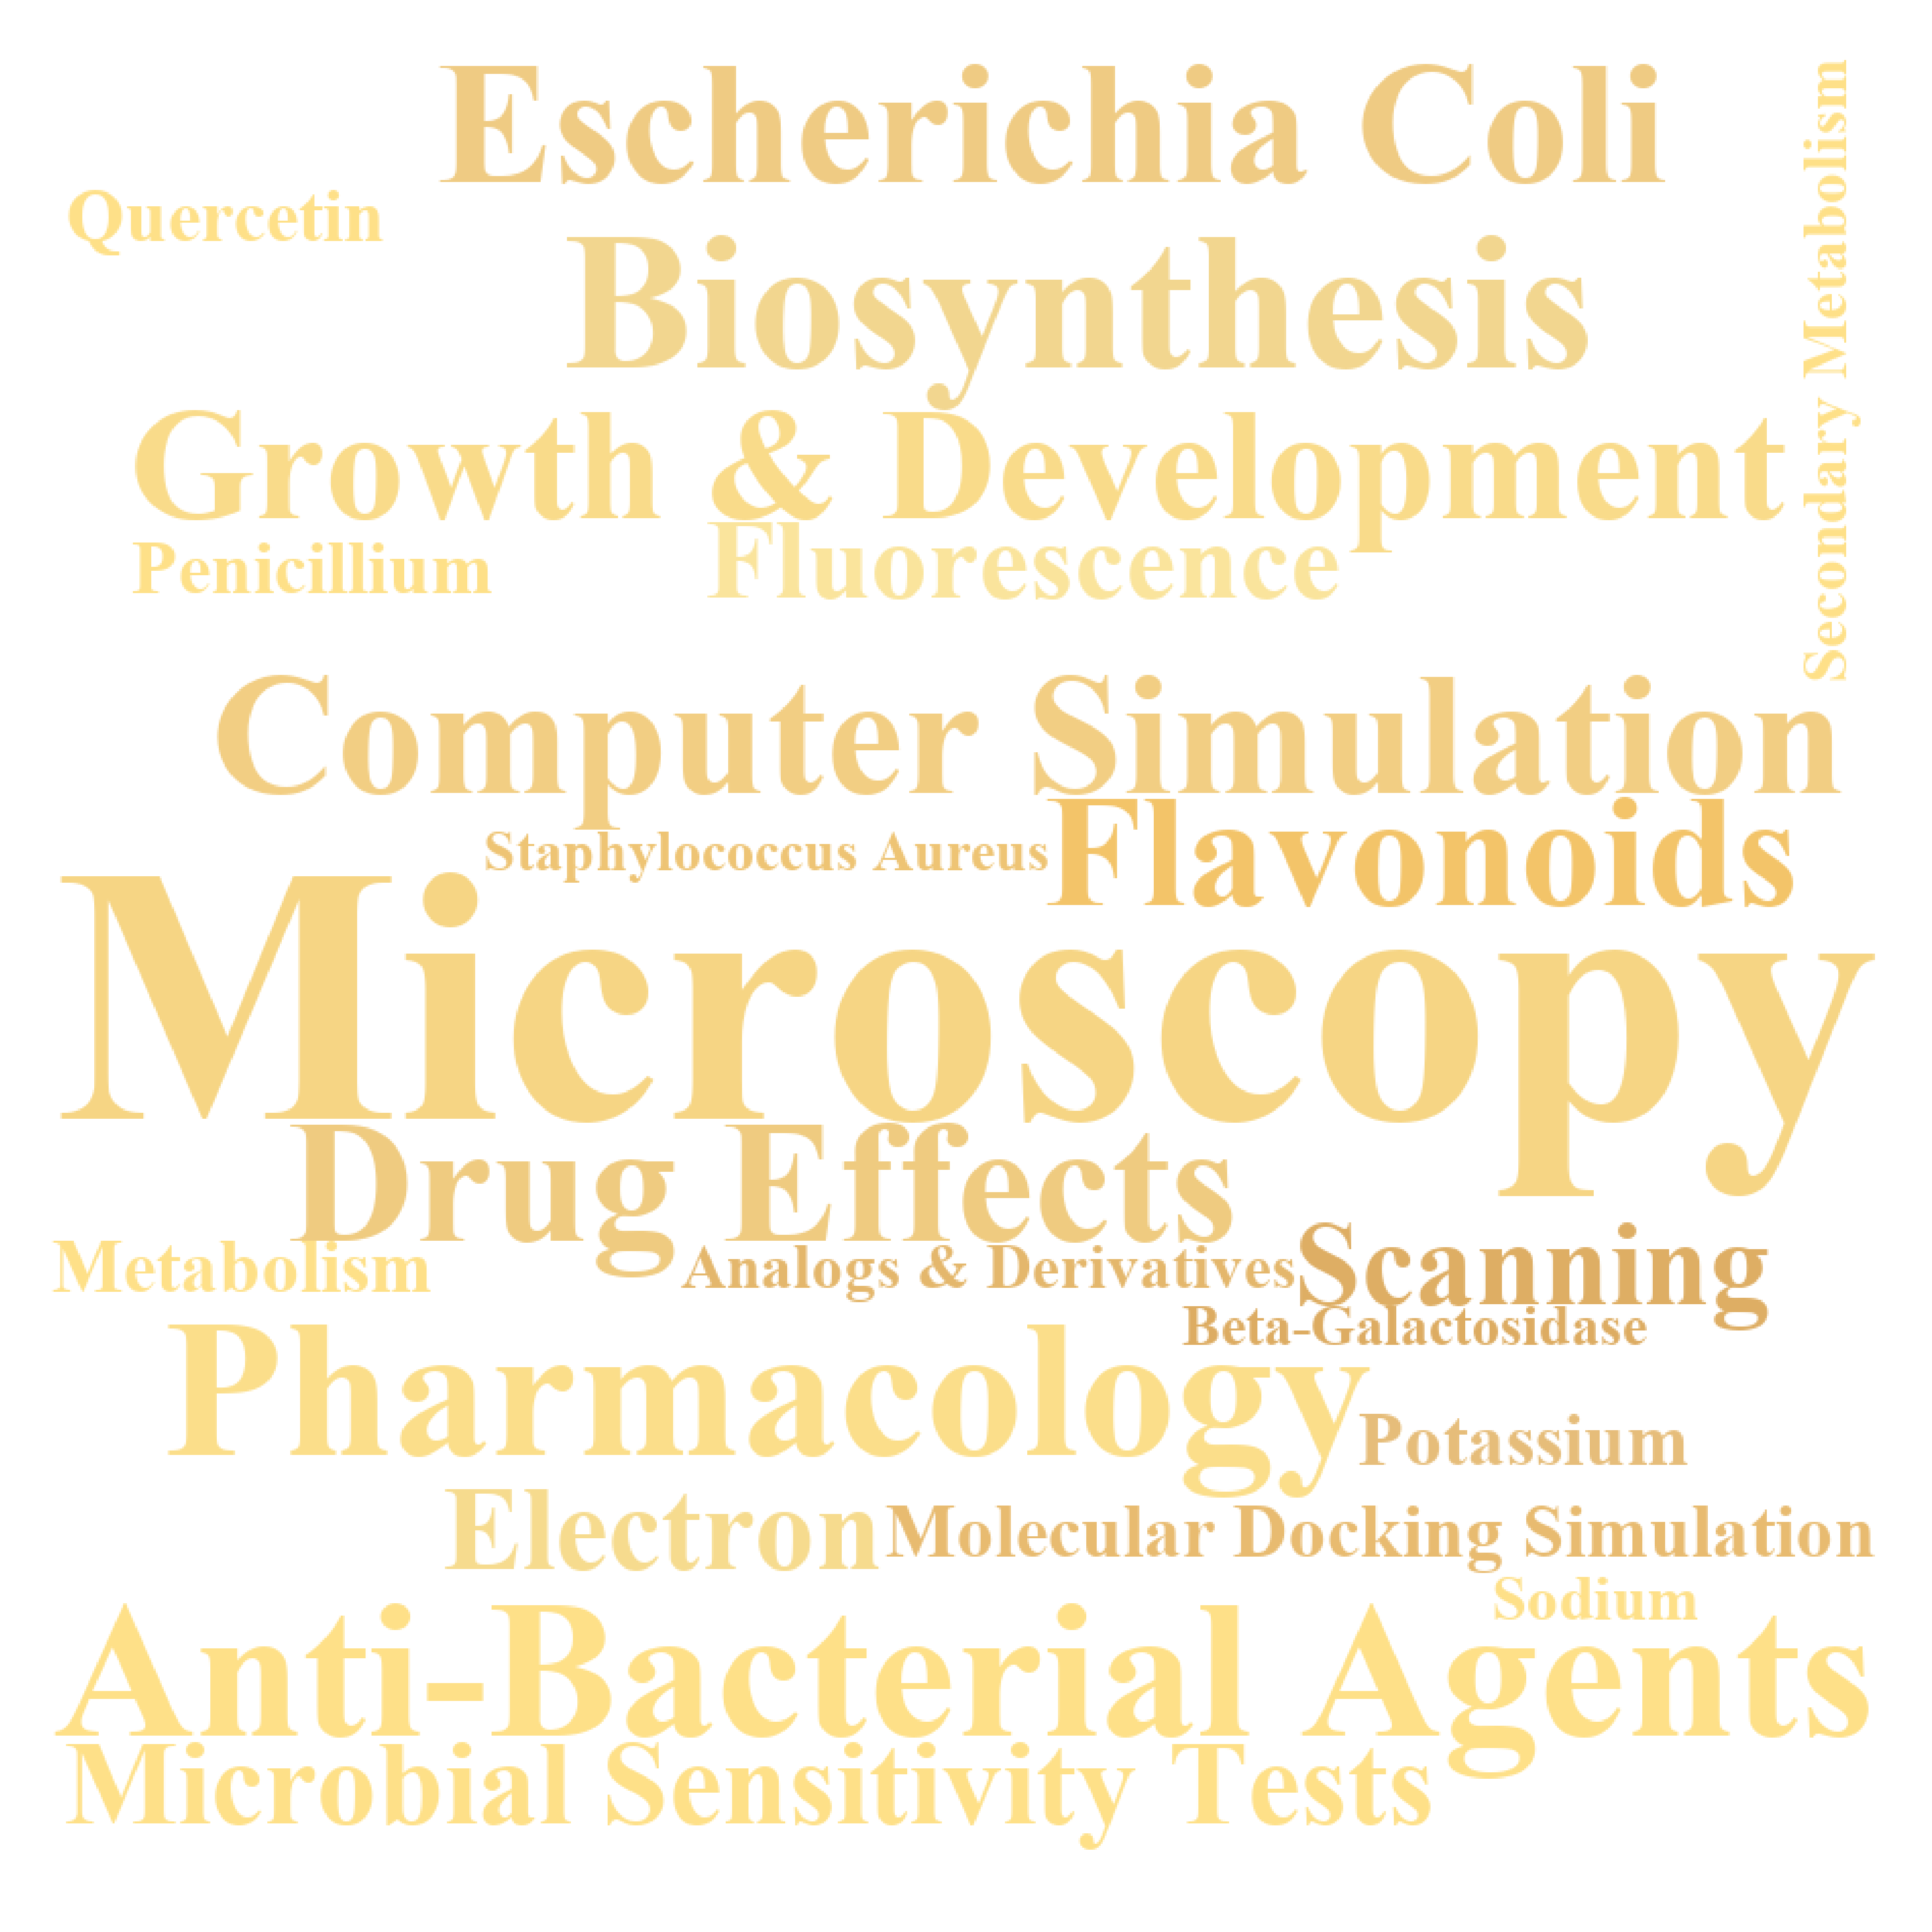 Escherichia Coli
Secondary Metabolism
Quercetin
Biosynthesis
Growth & Development
Penicillium
Fluorescence
Computer Simulation
Flavonoids
Staphylococcus Aureus
Microscopy
Drug Effects
Scanning
Metabolism
Analogs & Derivatives
Beta-Galactosidase
Pharmacology
Potassium
Electron
Molecular Docking Simulation
Sodium
Anti-Bacterial Agents
Microbial Sensitivity Tests